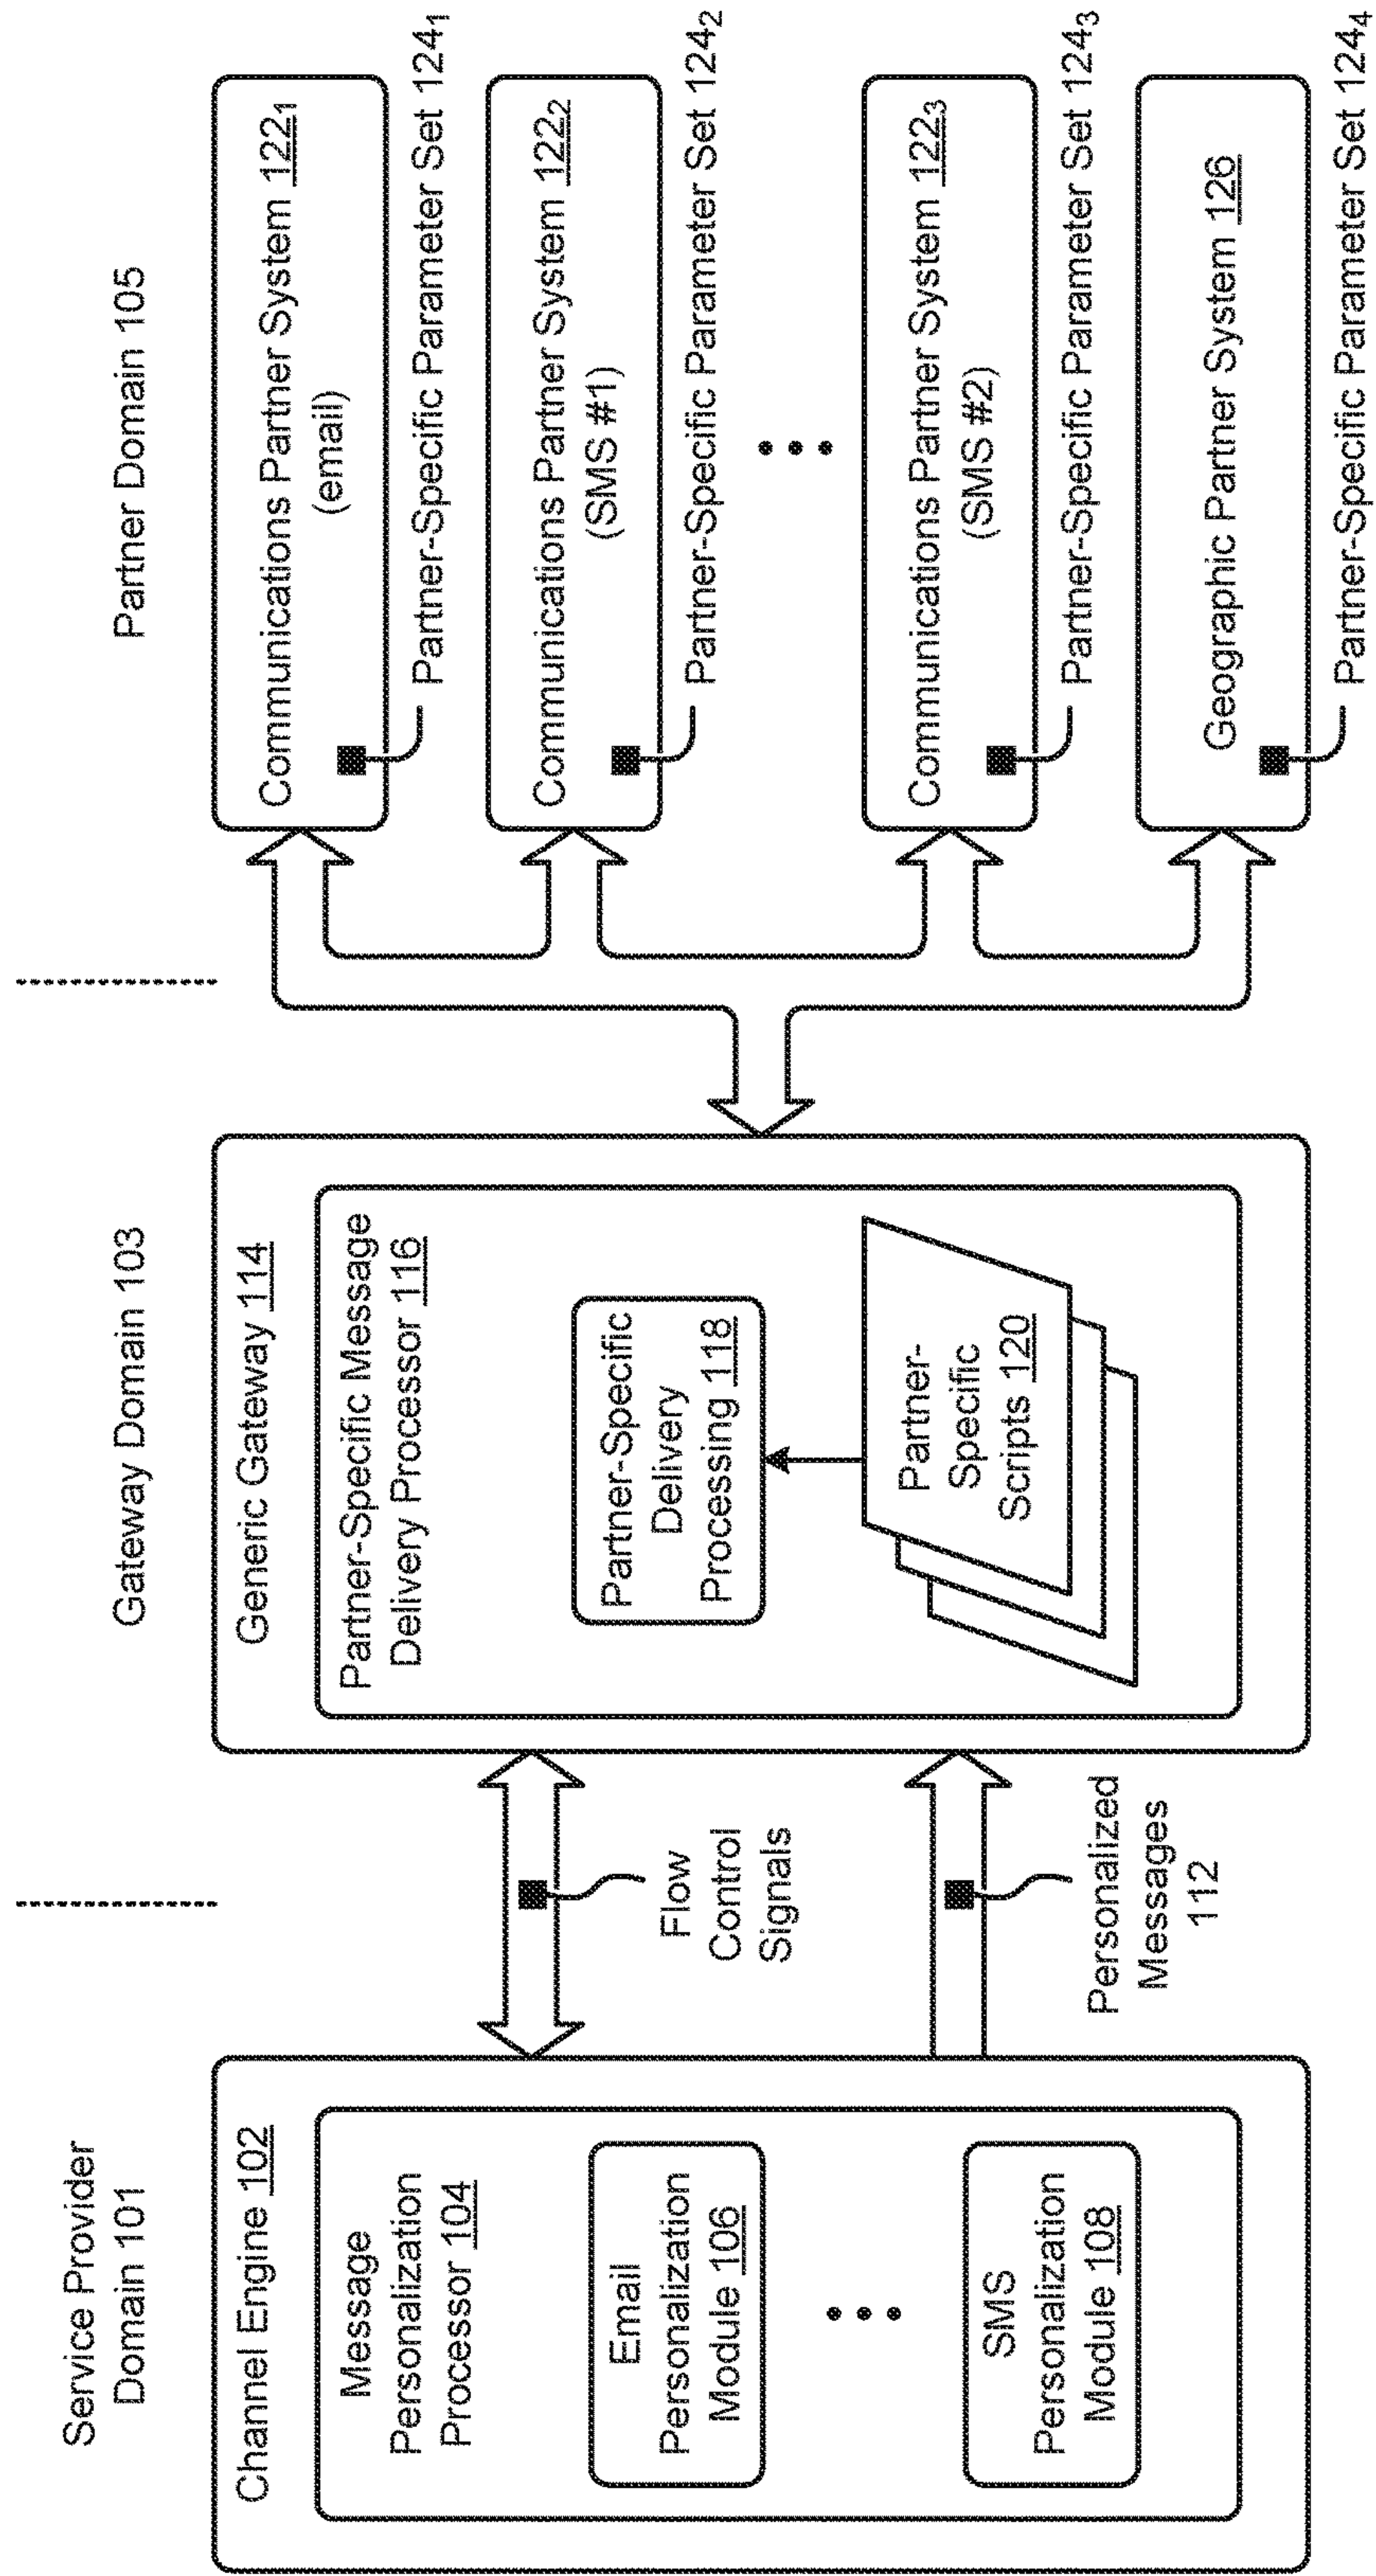 Service Provider
Domain 101
Channel Engine 102
Message
Personalization
Processor 104
Email
Personalization
Module 106
SMS
Personalization
Module 108
Flow
Control
Signals
Personalized
Messages
112
Gateway Domain 103
Generic Gateway 114
Partner-Specific Message
Delivery Processor 116
Partner-Specific
Delivery
Processing 118
Partner-
Specific
Scripts 120
Partner Domain 105
Communications Partner System 122₁
(email)
Partner-Specific Parameter Set 124₁
Communications Partner System 122₂
(SMS #1)
Partner-Specific Parameter Set 124₂
Communications Partner System 122₃
(SMS #2)
Partner-Specific Parameter Set 124₃
Geographic Partner System 126
Partner-Specific Parameter Set 124₄